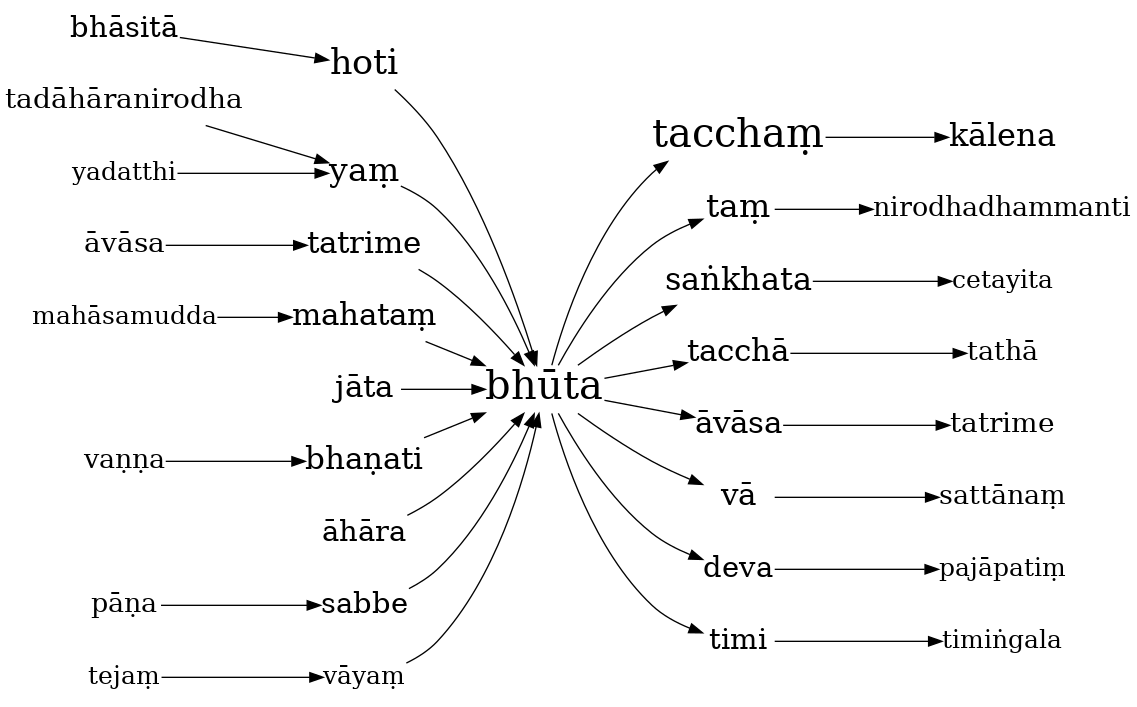 bhāsitā
hoti
tadāhāranirodha
yadatthi
yaṃ
āvāsa
tatrime
mahāsamudda
mahataṃ
jāta
vaṇṇa
bhaṇati
āhāra
pāṇa
sabbe
tejaṃ
vāyaṃ
bhūta
tacchaṃ
kālena
taṃ
nirodhadhammanti
saṅkhata
cetayita
tacchā
tathā
āvāsa
tatrime
vā
sattānaṃ
deva
pajāpatiṃ
timi
timiṅgala